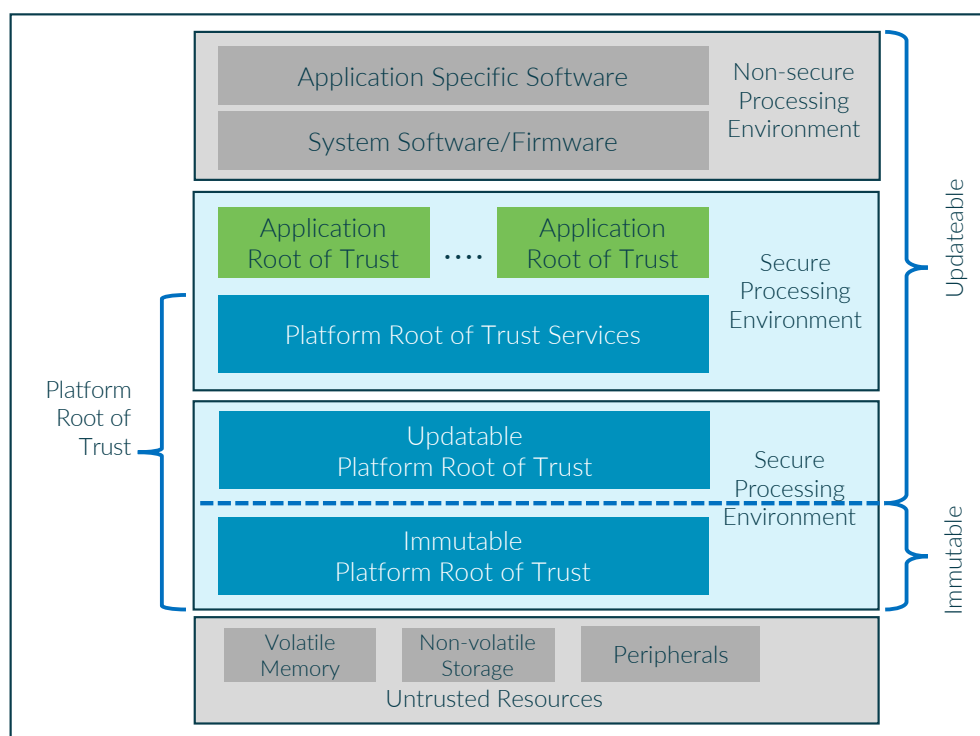 Application Specific Software
System Software/Firmware
Non-secure
Processing
Environment
Application
Root of Trust
....
Application
Root of Trust
Secure
Processing
Environment
Platform Root of Trust Services
Updateable
Platform
Root of
Trust
Updatable
Platform Root of Trust
Secure
Processing
Environment
Immutable
Platform Root of Trust
Immutable
Volatile
Memory
Non-volatile
Storage
Peripherals
Untrusted Resources